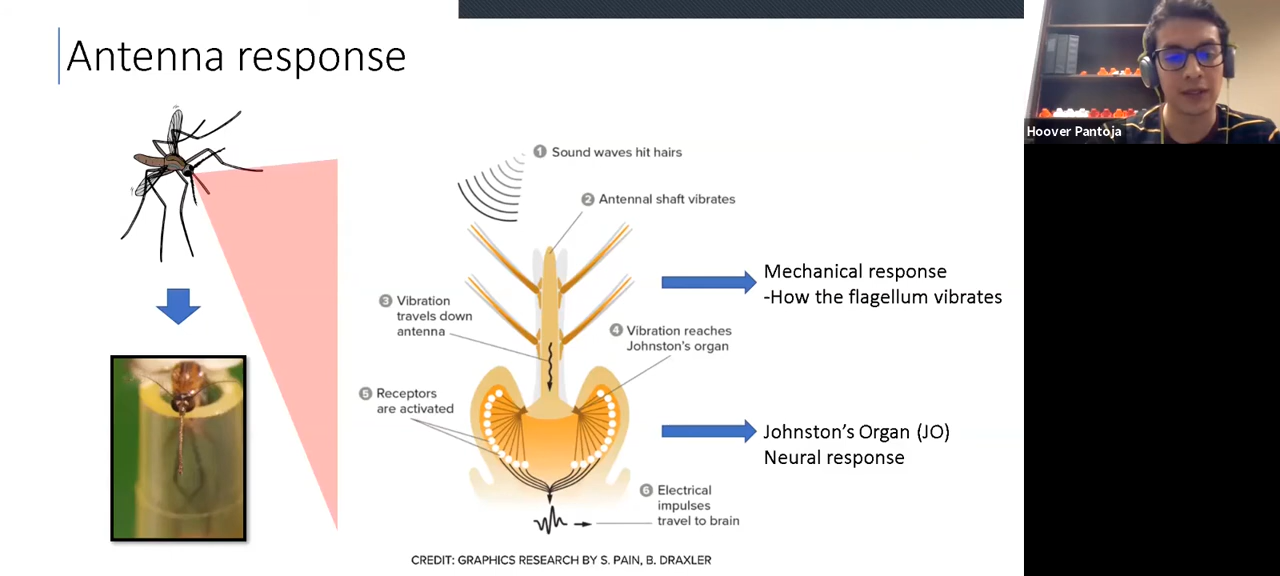 Antenna response
Hoover Pantoja
1 Sound waves hit hairs
2 Antennal shaft vibrates
Mechanical response
-How the flagellum vibrates
3 Vibration
travels down
antenna
4 Vibration reaches
Johnston's organ
5 Receptors
are activated
Johnston's Organ (JO)
Neural response
6 Electrical
impulses
travel to brain
CREDIT: GRAPHICS RESEARCH BY S. PAIN, B. DRAXLER